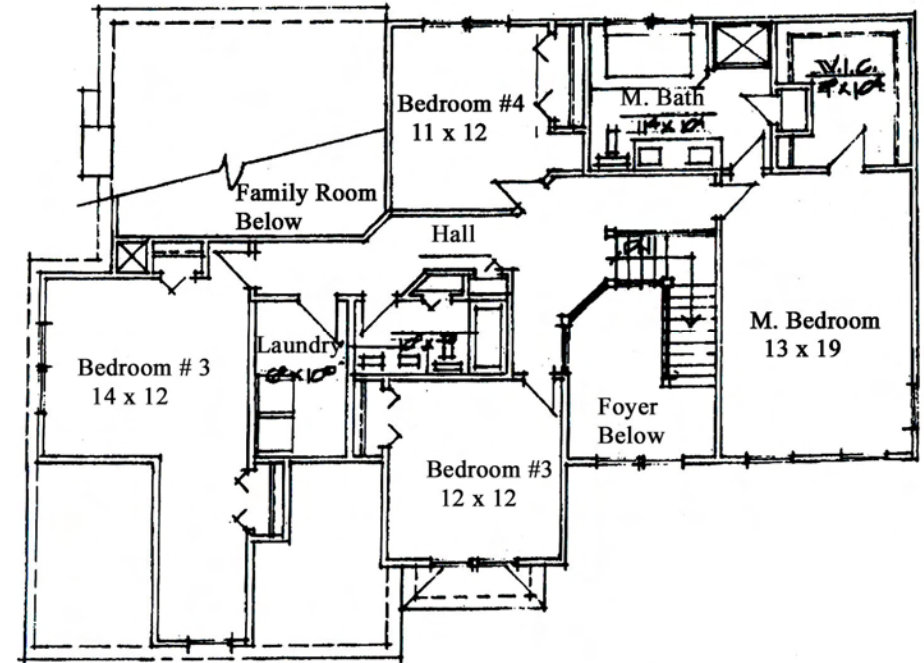 Bedroom #4
11 x 12
M. Bath
W.I.C.
Family Room
Below
Hall
Bedroom # 3
14 x 12
Laundry
M. Bedroom
13 x 19
Foyer
Below
Bedroom #3
12 x 12